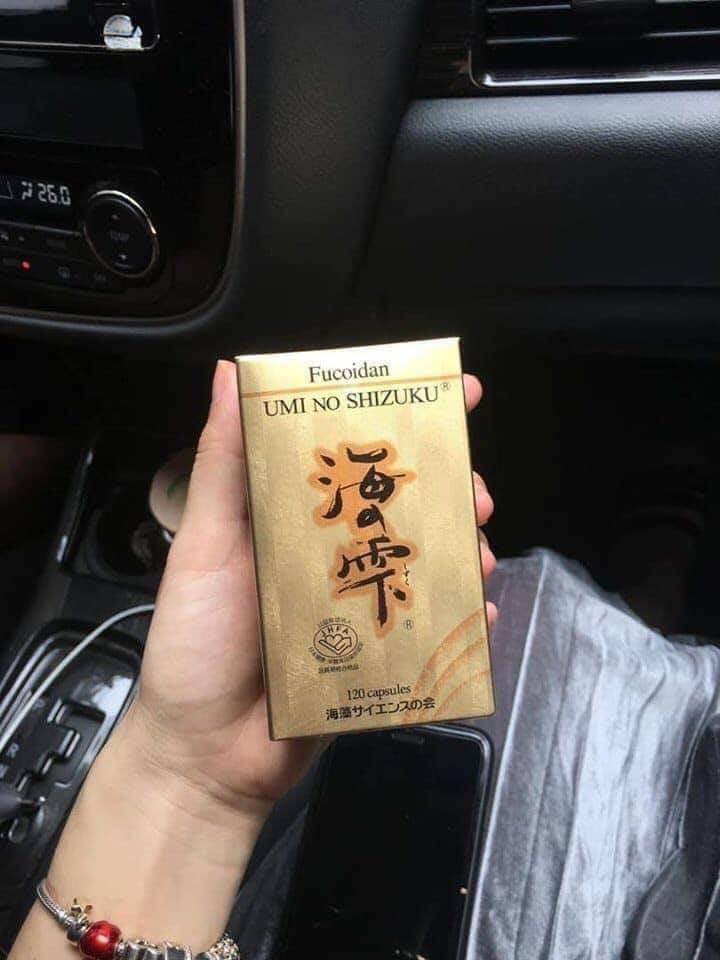 26.0
Fucoidan
UMI NO SHIZUKU®
海の
雫
®
JHFA
120 capsules
海藻サイエンスの会